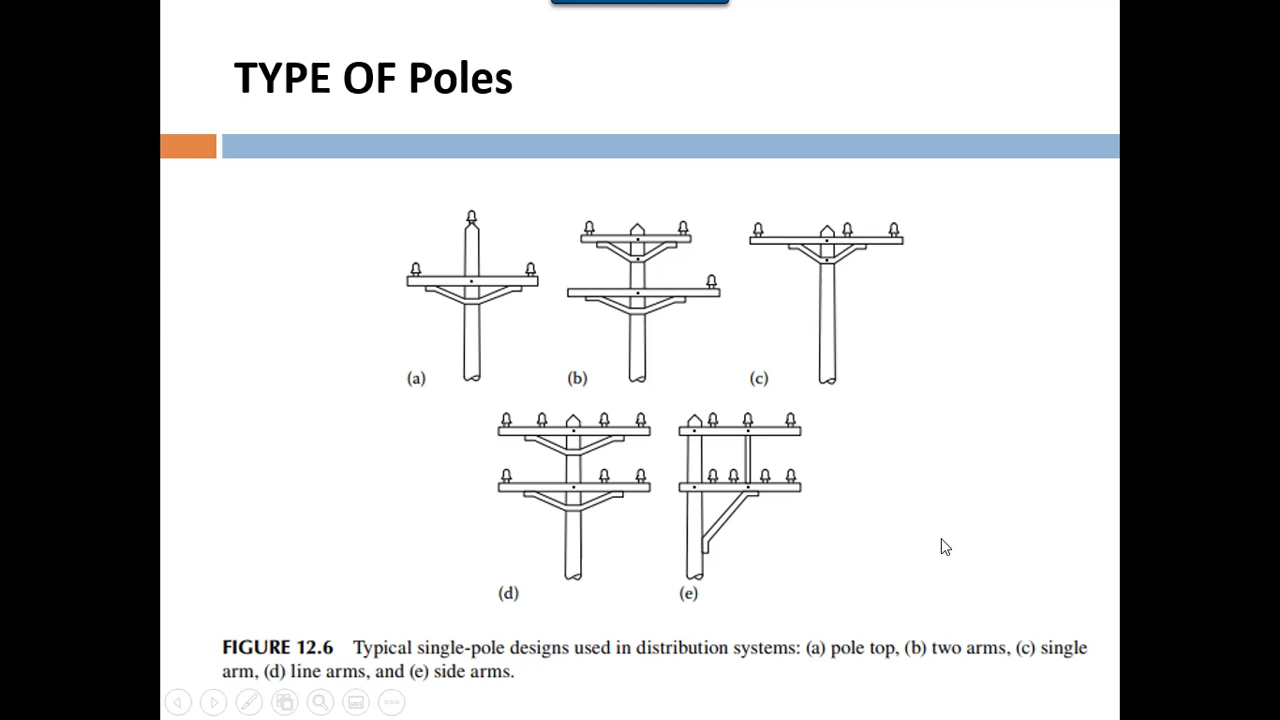 TYPE OF Poles
(a)
(b)
(c)
(d)
(e)
FIGURE 12.6 Typical single-pole designs used in distribution systems: (a) pole top, (b) two arms, (c) single
arm, (d) line arms, and (e) side arms.